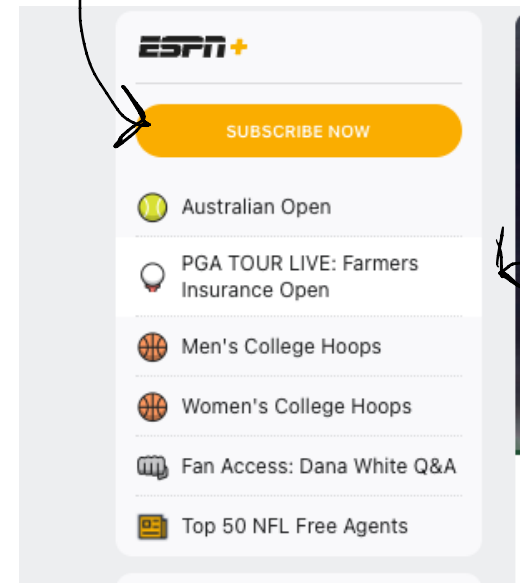 ESPN+
SUBSCRIBE NOW
Australian Open
PGA TOUR LIVE: Farmers
Insurance Open
Men's College Hoops
Women's College Hoops
Fan Access: Dana White Q&A
Top 50 NFL Free Agents